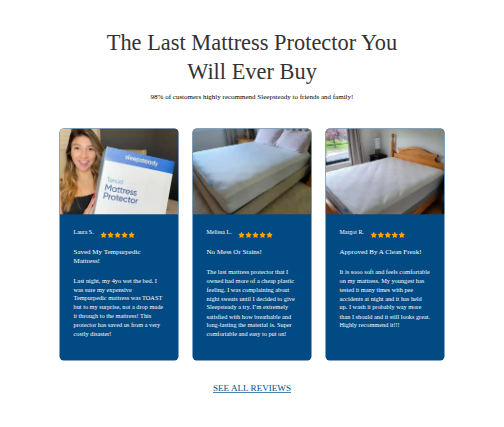 The Last Mattress Protector You
Will Ever Buy
98% of customers highly recommend Sleepsteady to friends and family!
sleepsteady
Tencel®
Mattress
Protector
Laura S.
Saved My Tempurpedic
Mattress!
Last night, my 4yo wet the bed. I
was sure my expensive
Tempurpedic mattress was TOAST
but to my surprise, not a drop made
it through to the mattress! This
protector has saved us from a very
costly disaster!
Melissa L.
No Mess Or Stains!
The last mattress protector that I
owned had more of a cheap plastic
feeling. I was complaining about
night sweats until I decided to give
Sleepsteady a try. I'm extremely
satisfied with how breathable and
long-lasting the material is. Super
comfortable and easy to put on!
Margot R.
Approved By A Clean Freak!
It is sooo soft and feels comfortable
on my mattress. My youngest has
tested it many times with pee
accidents at night and it has held
up. I wash it probably way more
than I should and it still looks great.
Highly recommend it!!!
SEE ALL REVIEWS